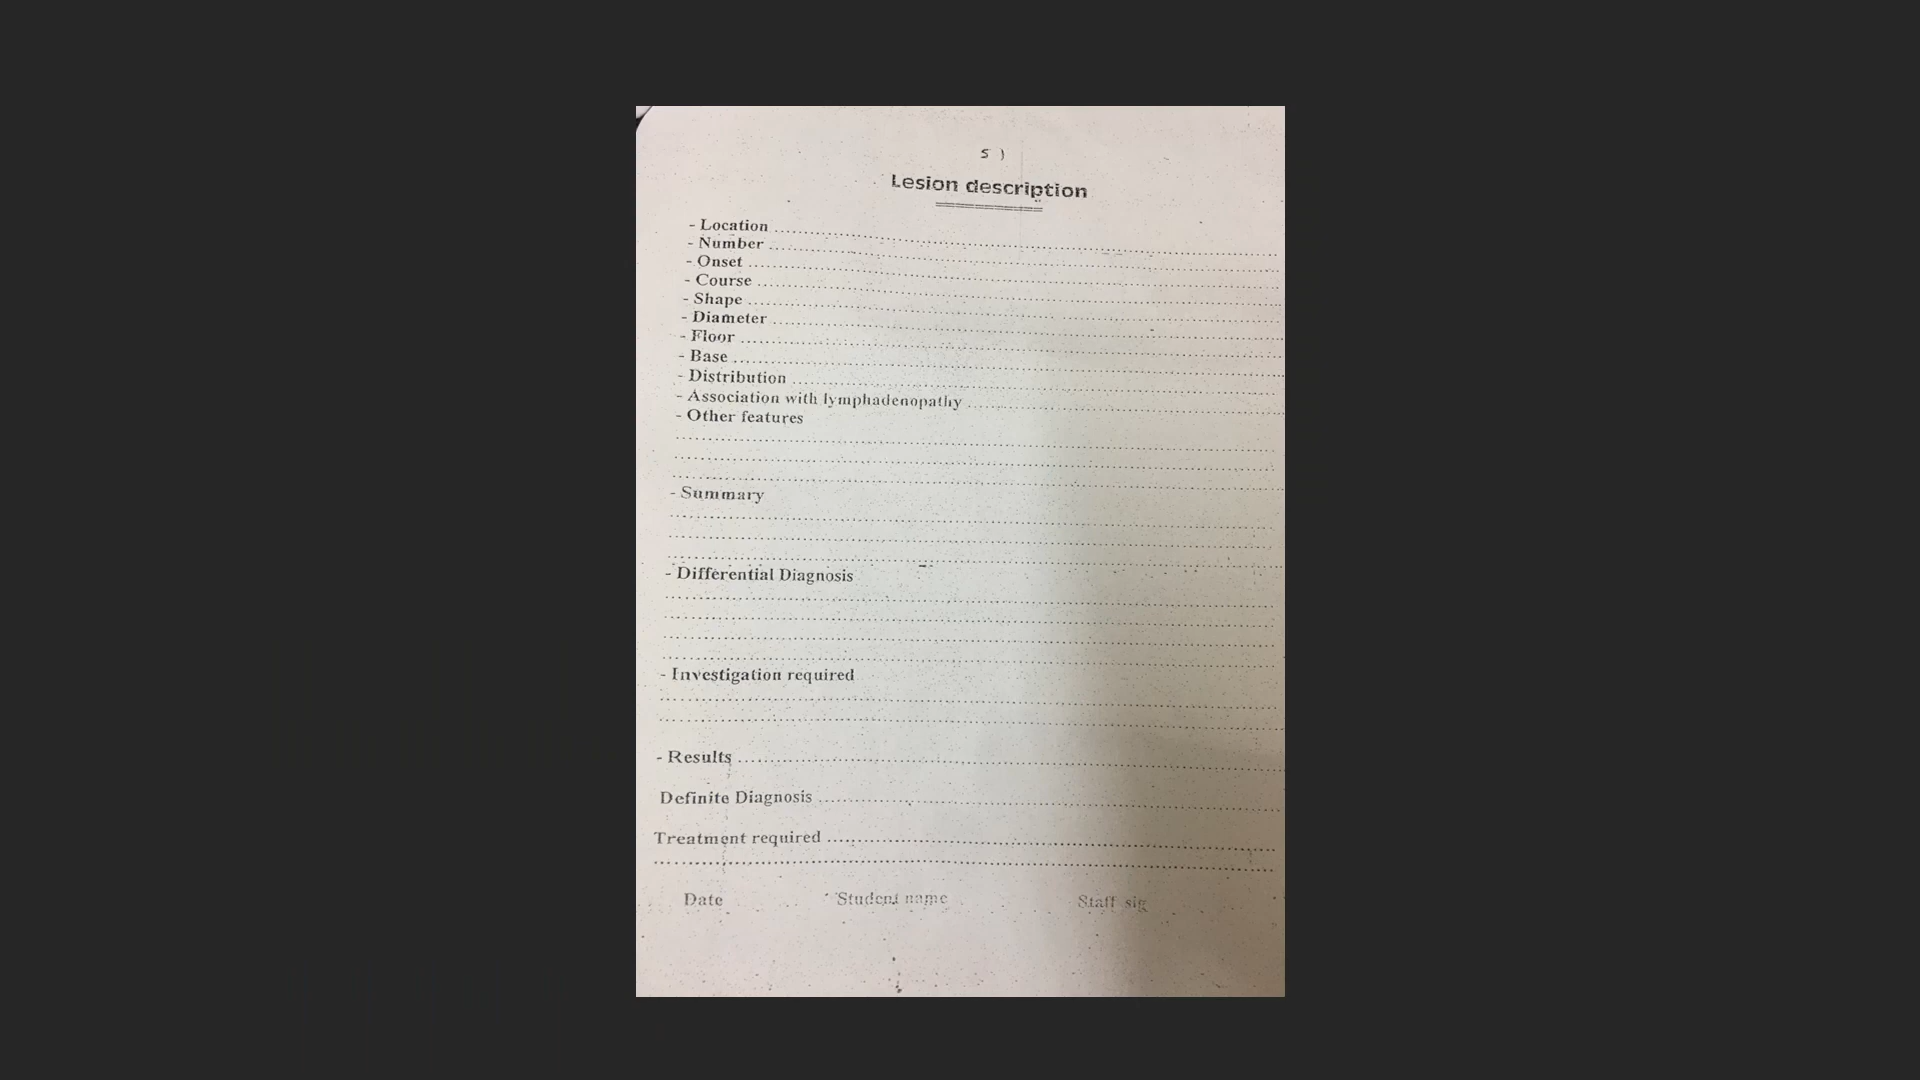 5 )
Lesion description
- Location ........................................
- Number ........................................
- Onset ........................................
- Course ........................................
- Shape ........................................
- Diameter ........................................
- Floor ........................................
- Base ........................................
- Distribution ........................................
- Association with lymphadenopathy ........................................
- Other features
........................................
........................................
........................................
- Summary
........................................
........................................
........................................
- Differential Diagnosis
........................................
........................................
........................................
........................................
- Investigation required
........................................
........................................
- Results ........................................
Definite Diagnosis ........................................
Treatment required ........................................
........................................
Date Student name Staff sig